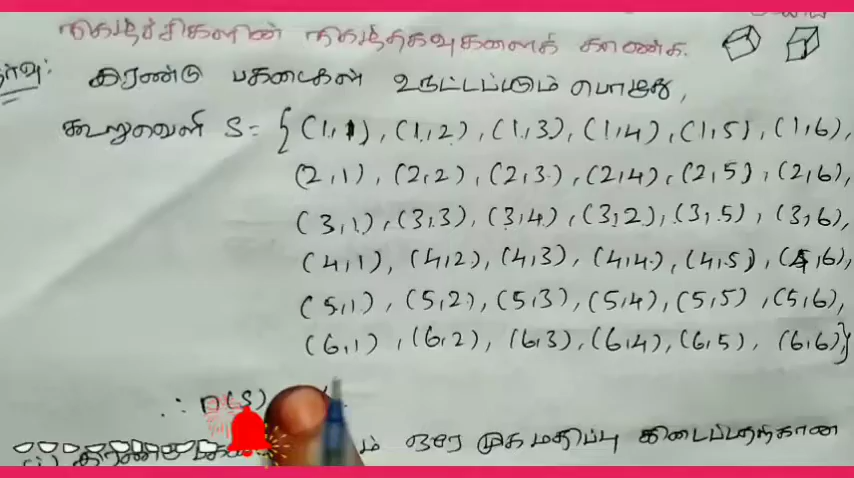 நிகழ்ச்சிகளின் நிகழ்தகவுகளைக் காண்க.
இரண்டு பகடைகள் உருட்டப்படும் பொழுது,
கூறுவெளி S = { (1,1), (1,2), (1,3), (1,4), (1,5), (1,6),
(2,1), (2,2), (2,3), (2,4), (2,5), (2,6),
(3,1), (3,3), (3,4), (3,2), (3,5), (3,6),
(4,1), (4,2), (4,3), (4,4), (4,5), (4,6),
(5,1), (5,2), (5,3), (5,4), (5,5), (5,6),
(6,1), (6,2), (6,3), (6,4), (6,5), (6,6)}
∴ n(S)
ஒரே முக மதிப்பு கிடைப்பதற்கான